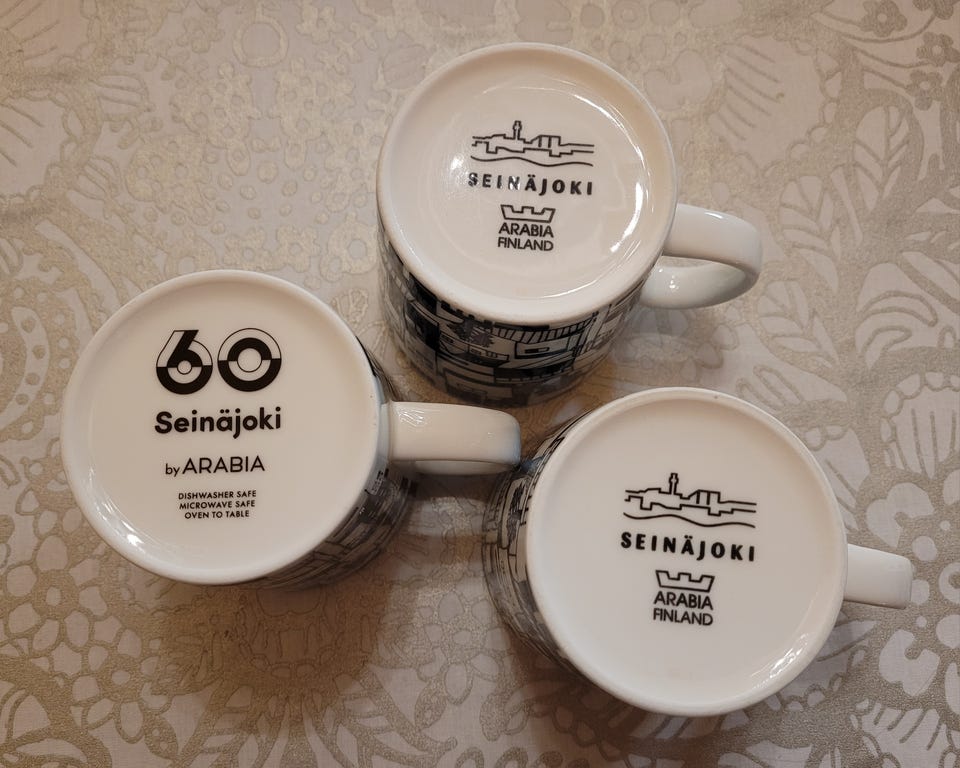 SEINÄJOKI
ARABIA
FINLAND
60
Seinäjoki
by ARABIA
DISHWASHER SAFE
MICROWAVE SAFE
OVEN TO TABLE
SEINÄJOKI
ARABIA
FINLAND